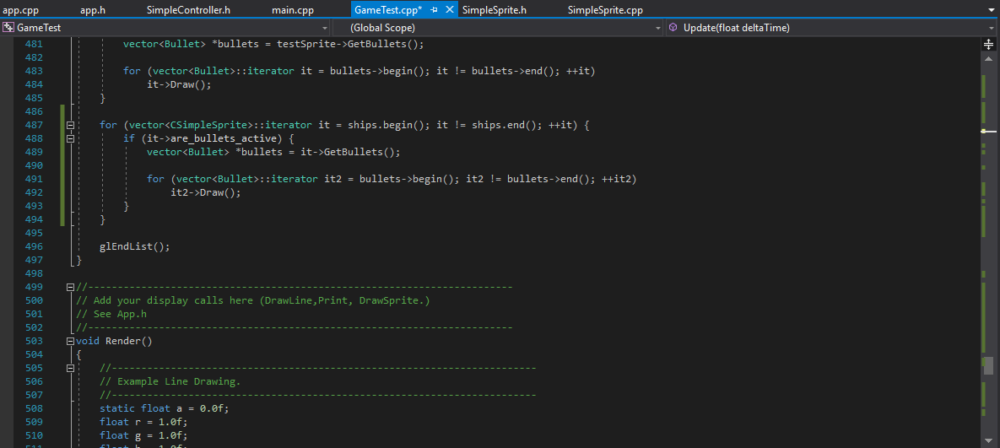 app.cpp app.h SimpleController.h main.cpp GameTest.cpp* SimpleSprite.h SimpleSprite.cpp
GameTest (Global Scope) Update(float deltaTime)
481 vector<Bullet> *bullets = testSprite->GetBullets();
482
483 for (vector<Bullet>::iterator it = bullets->begin(); it != bullets->end(); ++it)
484 it->Draw();
485 }
486
487 for (vector<CSimpleSprite>::iterator it = ships.begin(); it != ships.end(); ++it) {
488 if (it->are_bullets_active) {
489 vector<Bullet> *bullets = it->GetBullets();
490
491 for (vector<Bullet>::iterator it2 = bullets->begin(); it2 != bullets->end(); ++it2)
492 it2->Draw();
493 }
494 }
495
496 glEndList();
497 }
498
499 //--------------------------------------------------------------------
500 // Add your display calls here (DrawLine,Print, DrawSprite.)
501 // See App.h
502 //--------------------------------------------------------------------
503 void Render()
504 {
505 //------------------------------------------------------------------------
506 // Example Line Drawing.
507 //------------------------------------------------------------------------
508 static float a = 0.0f;
509 float r = 1.0f;
510 float g = 1.0f;
511 float b = 1.0f;